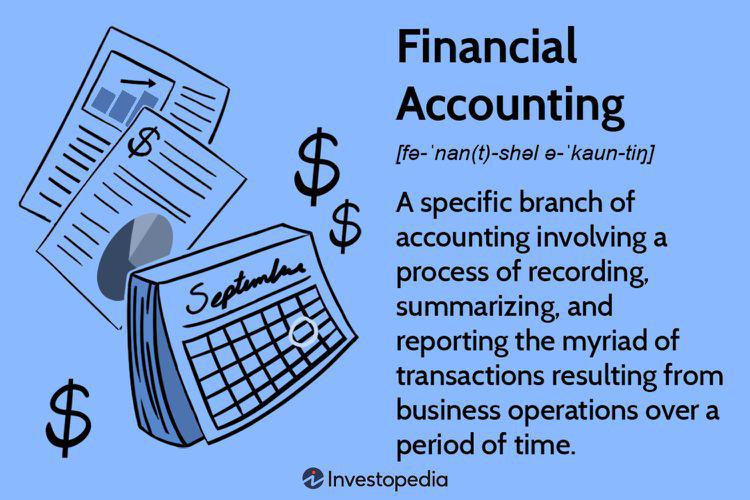 Financial
Accounting
[fə-ˈnan(t)-shəl ə-ˈkaun-tiŋ]
A specific branch of
accounting involving a
process of recording,
summarizing, and
reporting the myriad of
transactions resulting from
business operations over a
period of time.
$
$
$
$
September
Investopedia